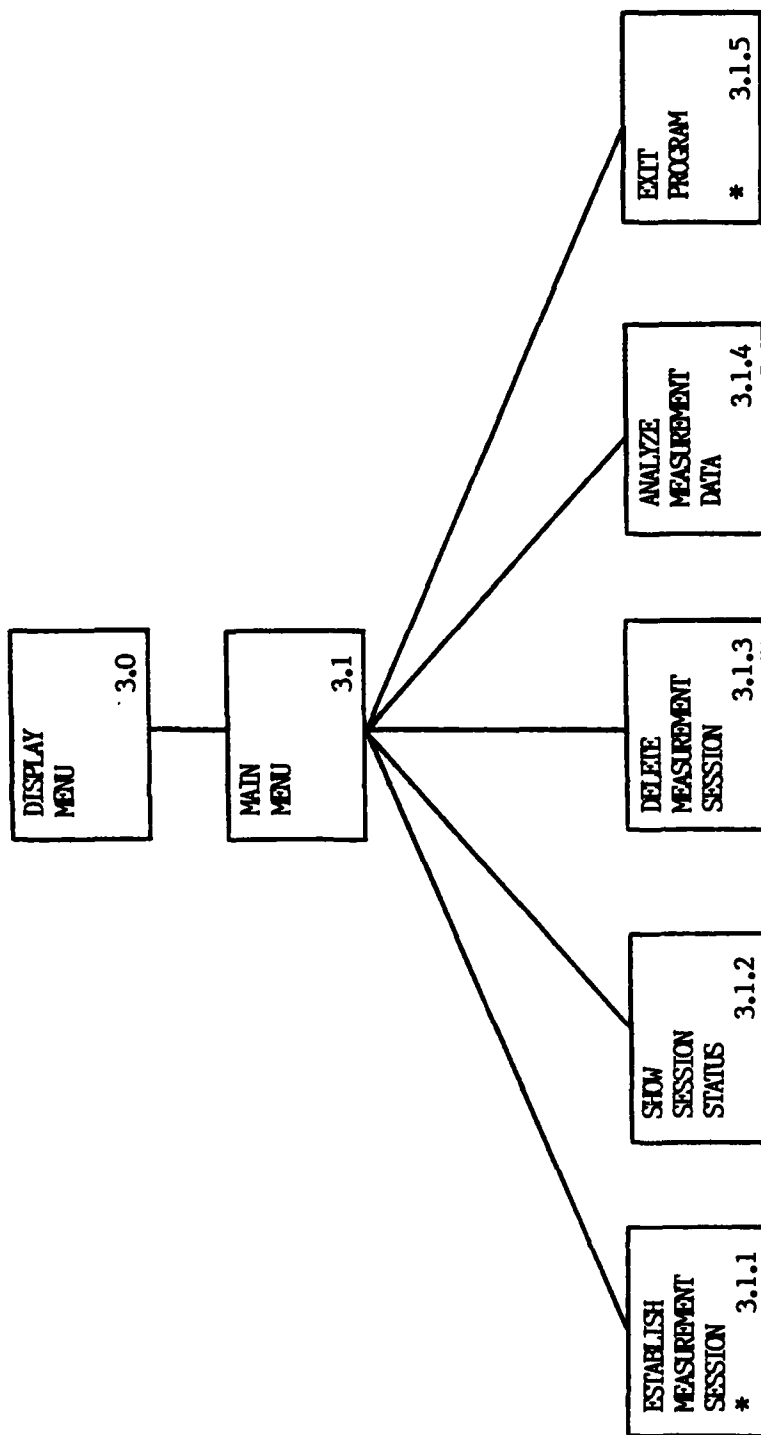 DISPLAY
MENU
3.0
MAIN
MENU
3.1
ESTABLISH
MEASUREMENT
SESSION
* 3.1.1
SHOW
SESSION
STATUS
3.1.2
DELETE
MEASUREMENT
SESSION
3.1.3
ANALYZE
MEASUREMENT
DATA
3.1.4
EXIT
PROGRAM
* 3.1.5